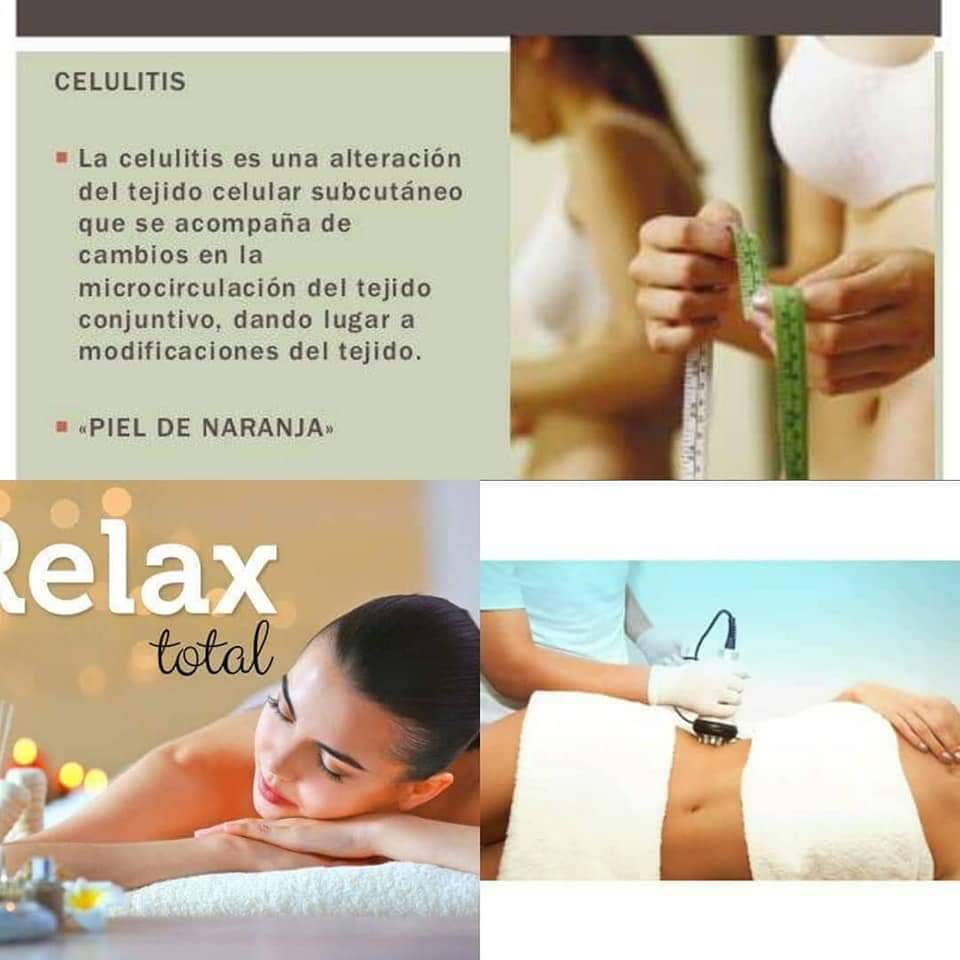 CELULITIS
▪ La celulitis es una alteración
del tejido celular subcutáneo
que se acompaña de
cambios en la
microcirculación del tejido
conjuntivo, dando lugar a
modificaciones del tejido.
▪ «PIEL DE NARANJA»
Relax
total